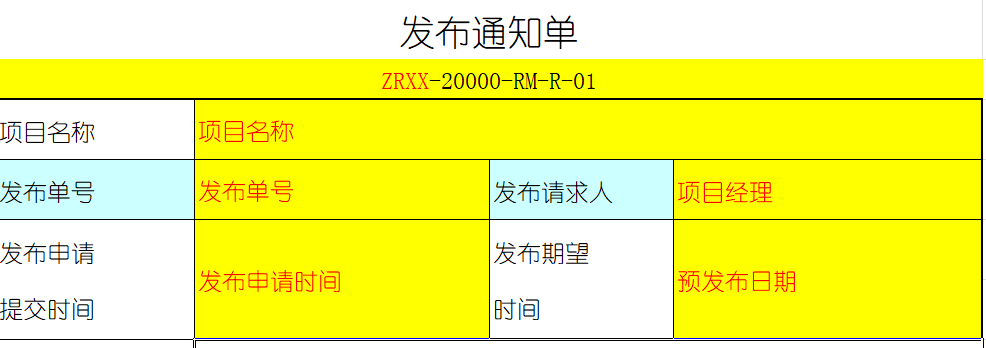 发布通知单
ZRXX-20000-RM-R-01
项目名称 项目名称
发布单号 发布单号 发布请求人 项目经理
发布申请
提交时间
发布申请时间
发布期望
时间
预发布日期